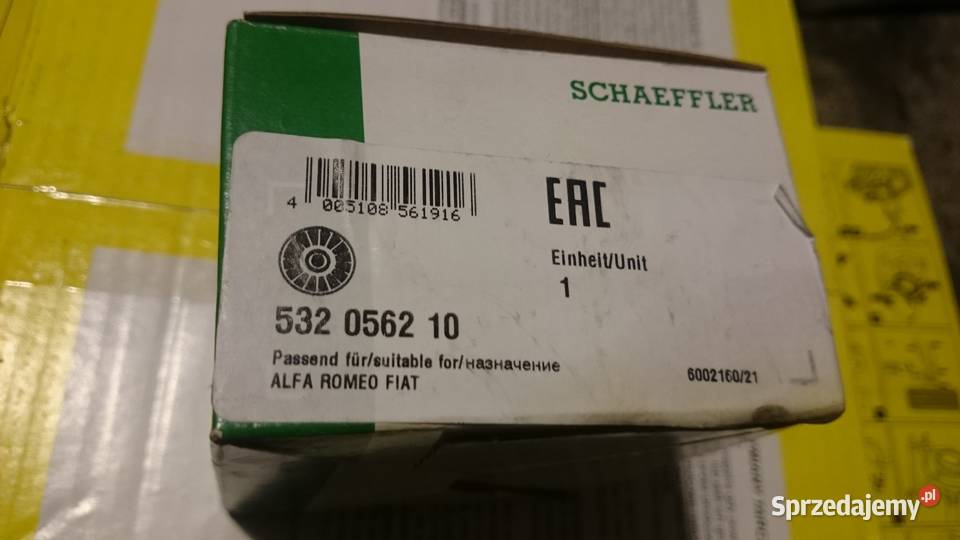 SCHAEFFLER
4 005108 561916
EAC
Einheit/Unit
1
532 0562 10
Passend für/suitable for/назначение
ALFA ROMEO FIAT
6002160/21
Sprzedajemy.pl